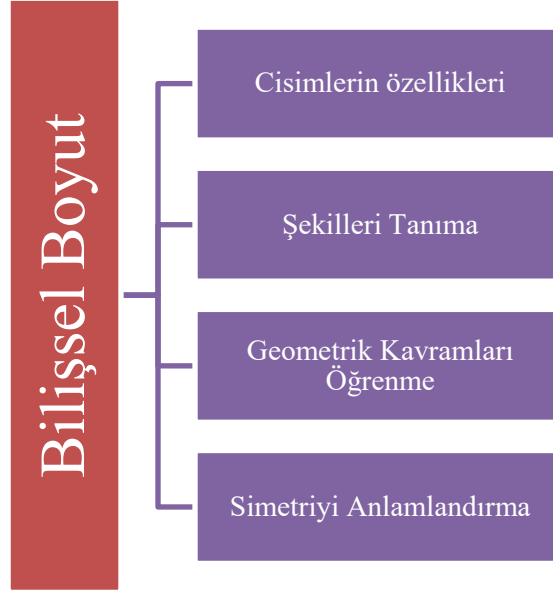 Bilişsel Boyut
Cisimlerin özellikleri
Şekilleri Tanıma
Geometrik Kavramları
Öğrenme
Simetriyi Anlamlandırma